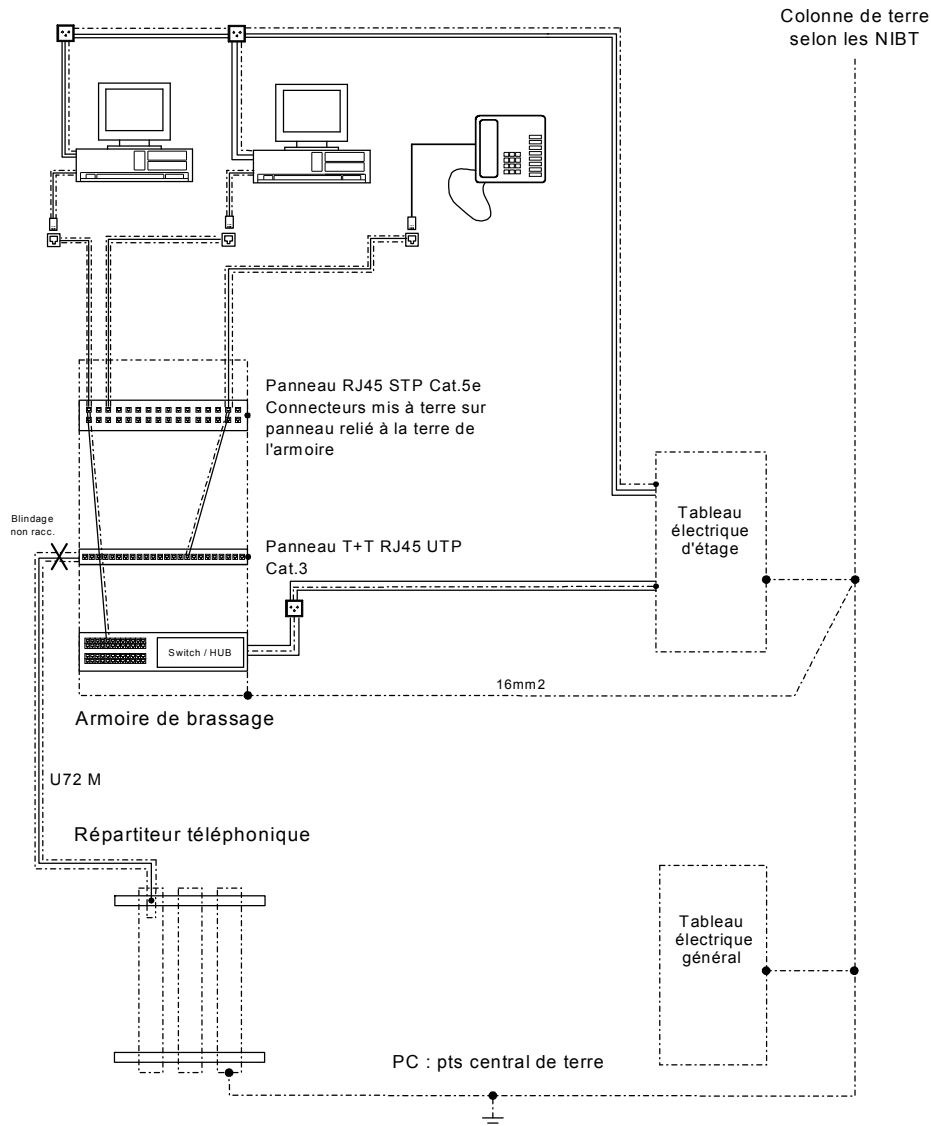 Colonne de terre
selon les NIBT
Panneau RJ45 STP Cat.5e
Connecteurs mis à terre sur
panneau relié à la terre de
l'armoire
Blindage
non racc.
Panneau T+T RJ45 UTP
Cat.3
Tableau
électrique
d'étage
Switch / HUB
16mm2
Armoire de brassage
U72 M
Répartiteur téléphonique
Tableau
électrique
général
PC : pts central de terre